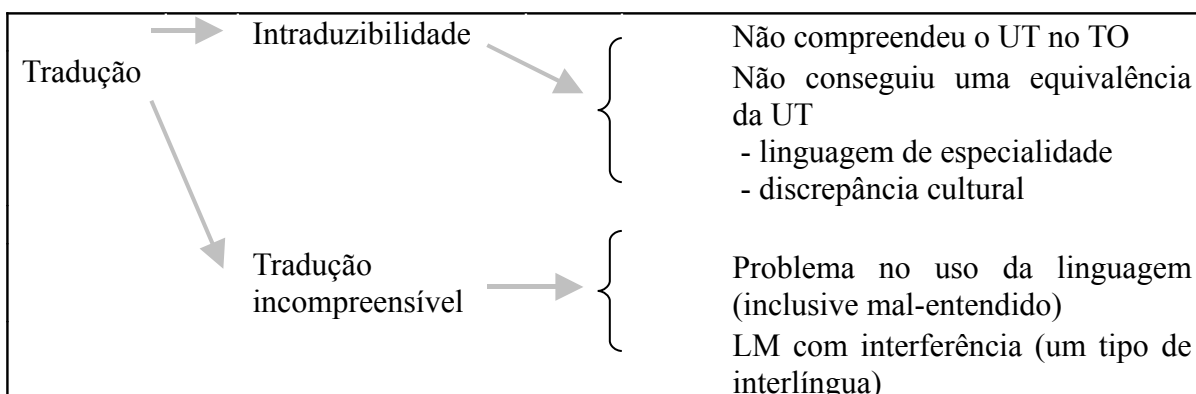 Tradução
Intraduzibilidade
Não compreendeu o UT no TO
Não conseguiu uma equivalência
da UT
- linguagem de especialidade
- discrepância cultural
Tradução
incompreensível
Problema no uso da linguagem
(inclusive mal-entendido)
LM com interferência (um tipo de
interlíngua)